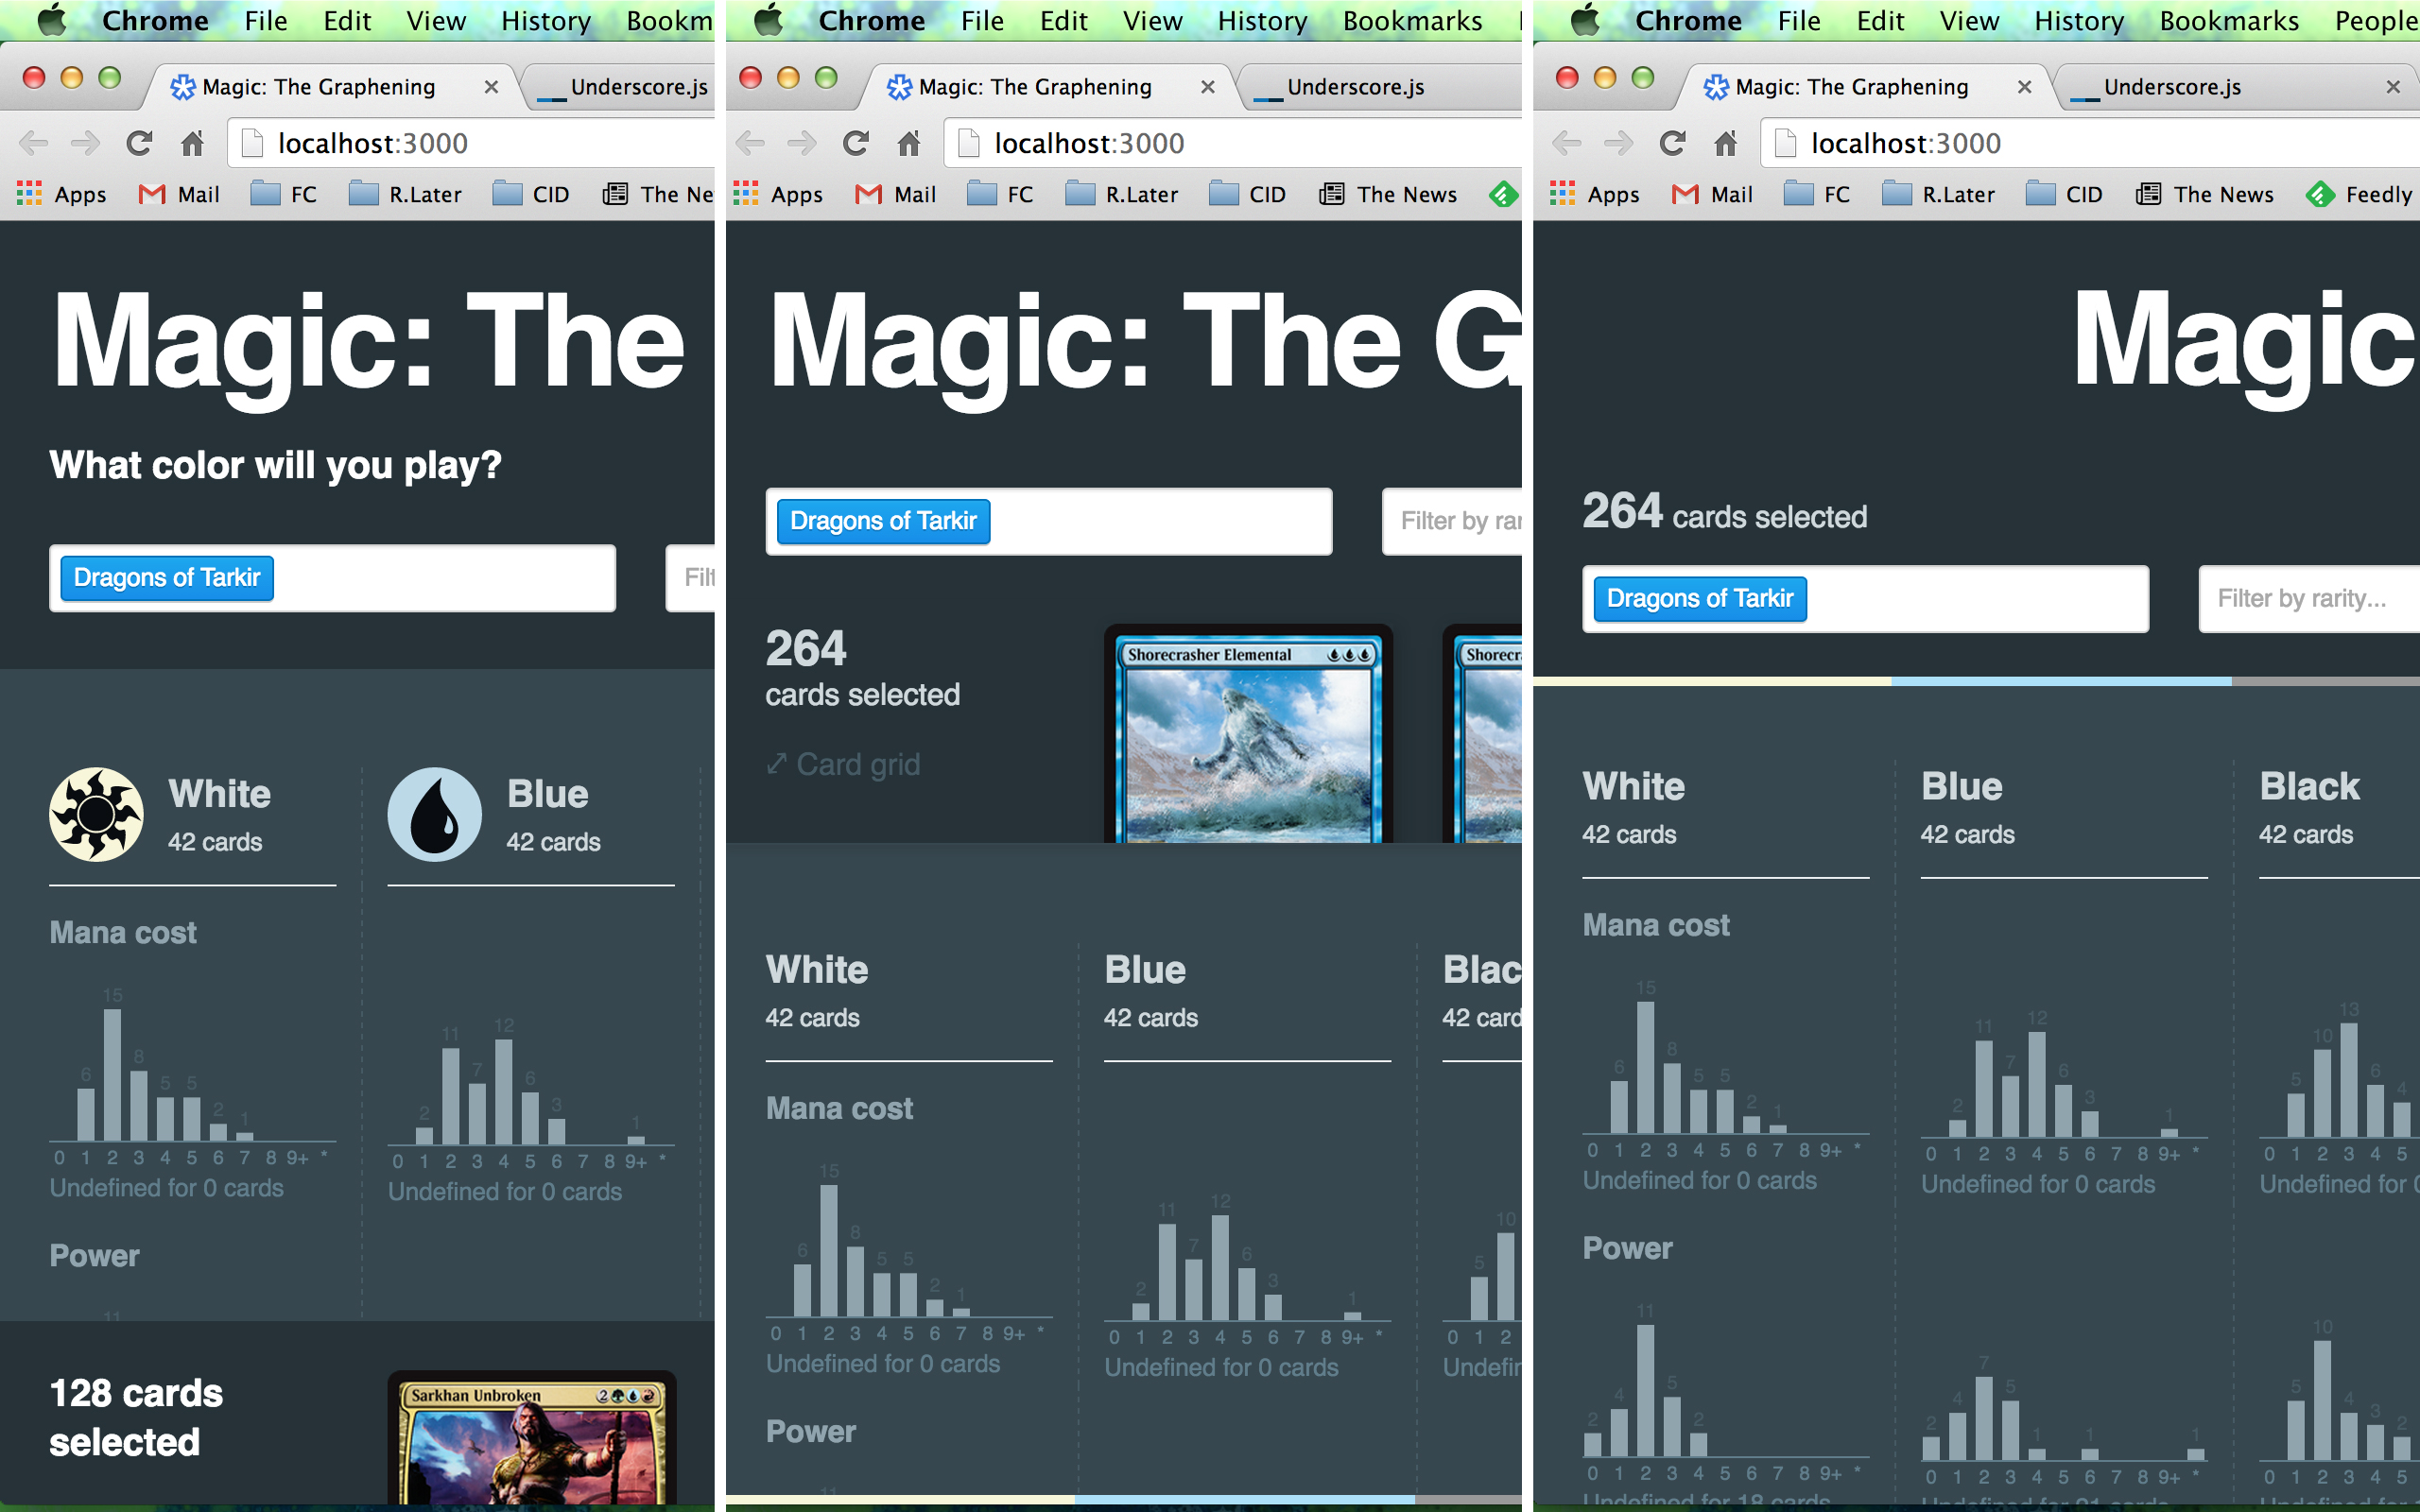 Chrome File Edit View History Bookm
Magic: The Graphening
Underscore.js
localhost:3000
Apps Mail FC R.Later CID The Ne
Magic: The
What color will you play?
Dragons of Tarkir
Filt
White
42 cards
Blue
42 cards
Mana cost
6 15 8 5 5 2 1
0 1 2 3 4 5 6 7 8 9+ *
Undefined for 0 cards
2 11 7 12 6 3 1
0 1 2 3 4 5 6 7 8 9+ *
Undefined for 0 cards
Power
11
128 cards
selected
Sarkhan Unbroken 2
Chrome File Edit View History Bookmarks
Magic: The Graphening
Underscore.js
localhost:3000
Apps Mail FC R.Later CID The News
Magic: The G
Dragons of Tarkir
Filter by rar
264
cards selected
Card grid
Shorecrasher Elemental
Shorecr
White
42 cards
Blue
42 cards
Blac
42 card
Mana cost
6 15 8 5 5 2 1
0 1 2 3 4 5 6 7 8 9+ *
Undefined for 0 cards
2 11 7 12 6 3 1
0 1 2 3 4 5 6 7 8 9+ *
Undefined for 0 cards
5 10
0 1 2
Undefin
Power
11
Chrome File Edit View History Bookmarks People
Magic: The Graphening
Underscore.js
localhost:3000
Apps Mail FC R.Later CID The News Feedly
Magic
264 cards selected
Dragons of Tarkir
Filter by rarity...
White
42 cards
Blue
42 cards
Black
42 cards
Mana cost
6 15 8 5 5 2 1
0 1 2 3 4 5 6 7 8 9+ *
Undefined for 0 cards
2 11 7 12 6 3 1
0 1 2 3 4 5 6 7 8 9+ *
Undefined for 0 cards
5 10 13 6 4
0 1 2 3 4 5
Undefined for 0
Power
2 4 11 5 2
0 1 2 3 4 5 6 7 8 9+ *
Undefined for 18 cards
2 4 7 5 1 1 1
0 1 2 3 4 5 6 7 8 9+ *
Undefined for 21 cards
5 10 4 3 2
0 1 2 3 4 5